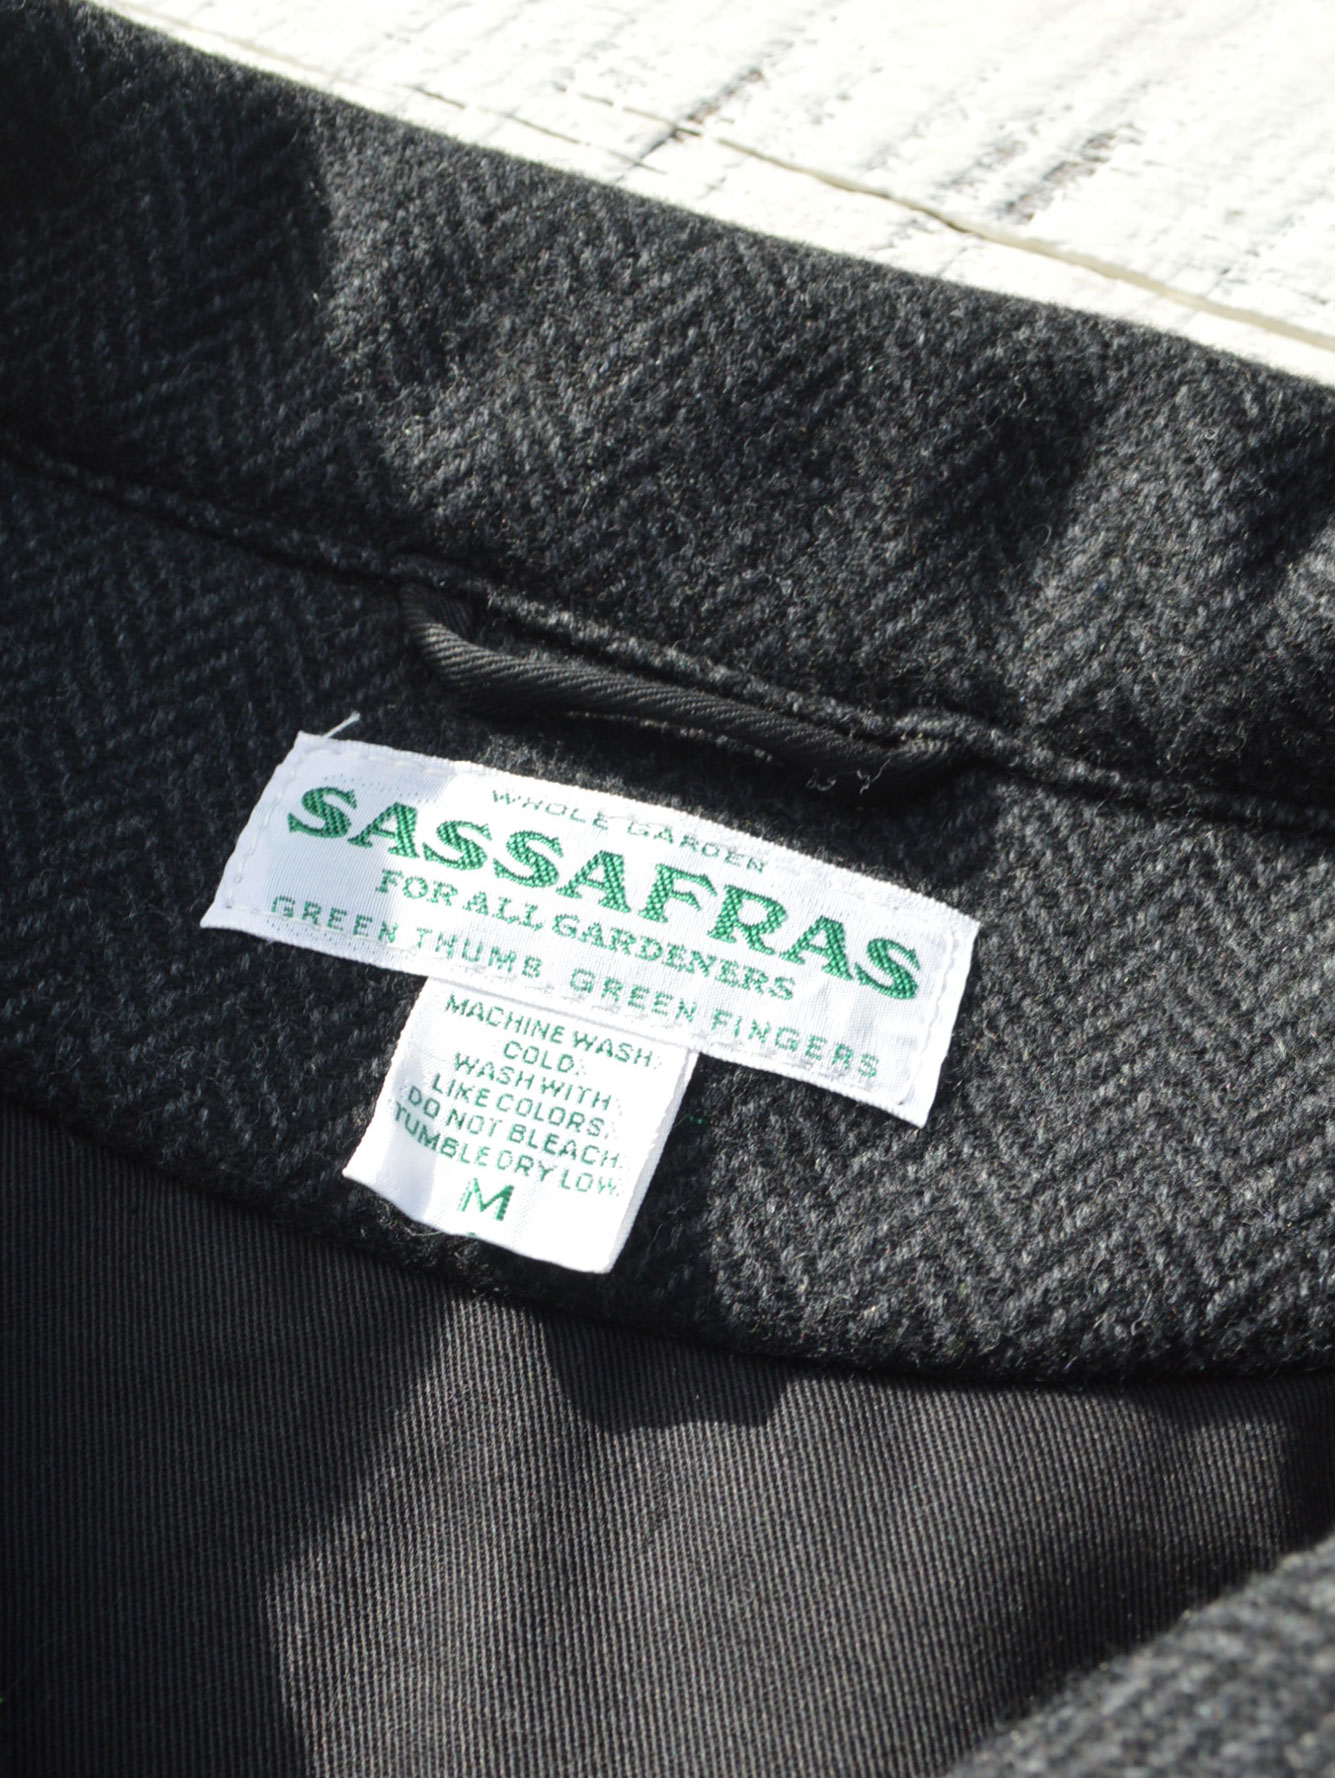 WHOLE GARDEN
SASSAFRAS
FOR ALL GARDENERS
GREEN THUMB, GREEN FINGERS
MACHINE WASH
COLD.
WASH WITH
LIKE COLORS.
DO NOT BLEACH.
TUMBLE DRY LOW.
M